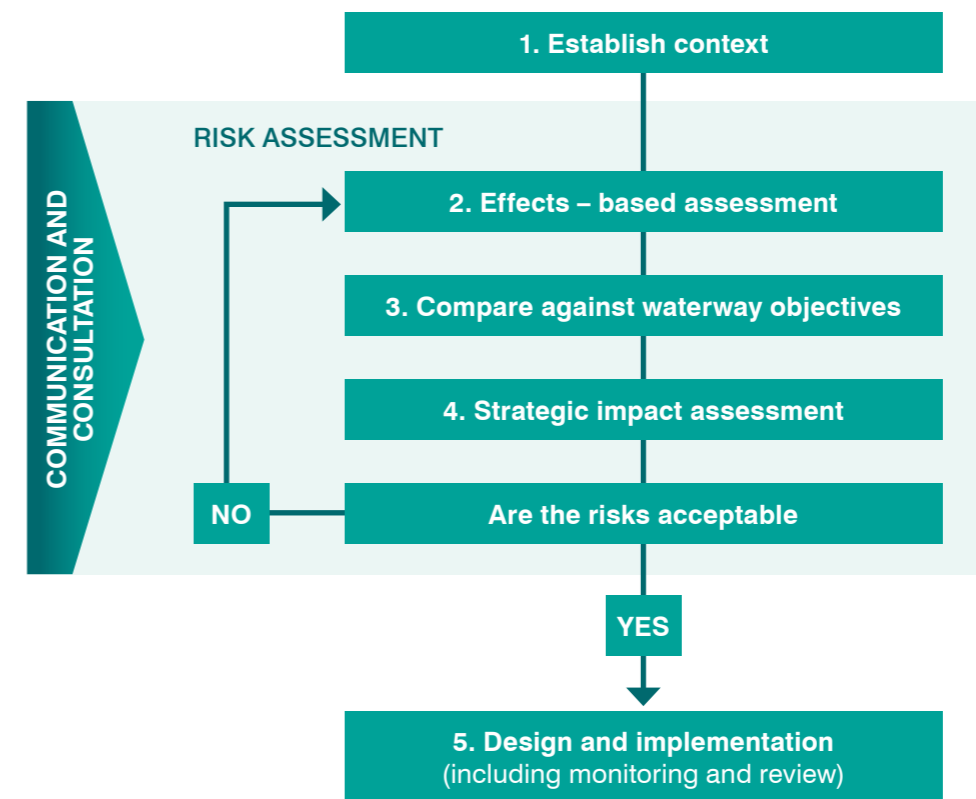 1. Establish context
RISK ASSESSMENT
COMMUNICATION AND
CONSULTATION
2. Effects – based assessment
3. Compare against waterway objectives
4. Strategic impact assessment
NO
Are the risks acceptable
YES
5. Design and implementation
(including monitoring and review)